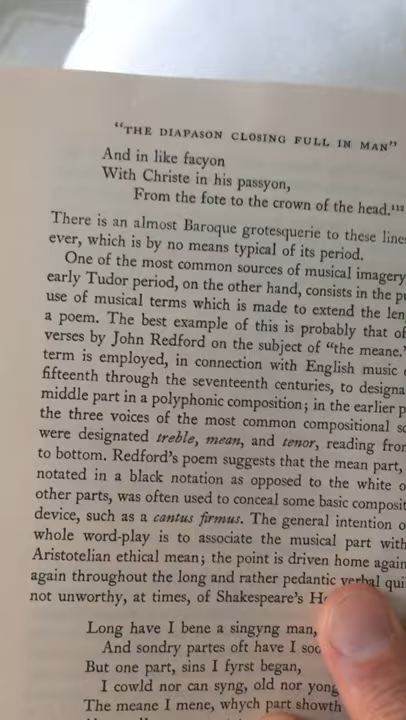 "THE DIAPASON CLOSING FULL IN MAN"
And in like facyon
With Christe in his passyon,
From the fote to the crown of the head.¹¹²
There is an almost Baroque grotesquerie to these
ever, which is by no means typical of its period.
One of the most common sources of musical imagery
early Tudor period, on the other hand, consists in the
use of musical terms which is made to extend the
a poem. The best example of this is probably that of
verses by John Redford on the subject of "the meane."
term is employed, in connection with English music
fifteenth through the seventeenth centuries, to
middle part in a polyphonic composition; in the earlier
the three voices of the most common compositional
were designated treble, mean, and tenor, reading
to bottom. Redford's poem suggests that the mean part,
notated in a black notation as opposed to the white
other parts, was often used to conceal some basic
device, such as a cantus firmus. The general intention
whole word-play is to associate the musical part with
Aristotelian ethical mean; the point is driven home
again throughout the long and rather pedantic verbal
not unworthy, at times, of Shakespeare's
Long have I bene a singyng man,
And sondry partes oft have I
But one part, sins I fyrst began,
I cowld nor can syng, old nor yong
The meane I mene, whych part showth